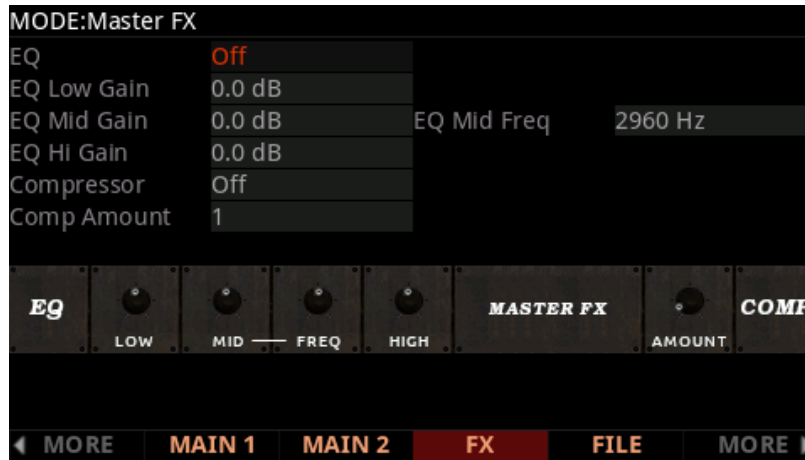 MODE:Master FX
EQ Off
EQ Low Gain 0.0 dB
EQ Mid Gain 0.0 dB EQ Mid Freq 2960 Hz
EQ Hi Gain 0.0 dB
Compressor Off
Comp Amount 1
EQ MASTER FX COMP
LOW MID FREQ HIGH AMOUNT
MORE MAIN 1 MAIN 2 FX FILE MORE